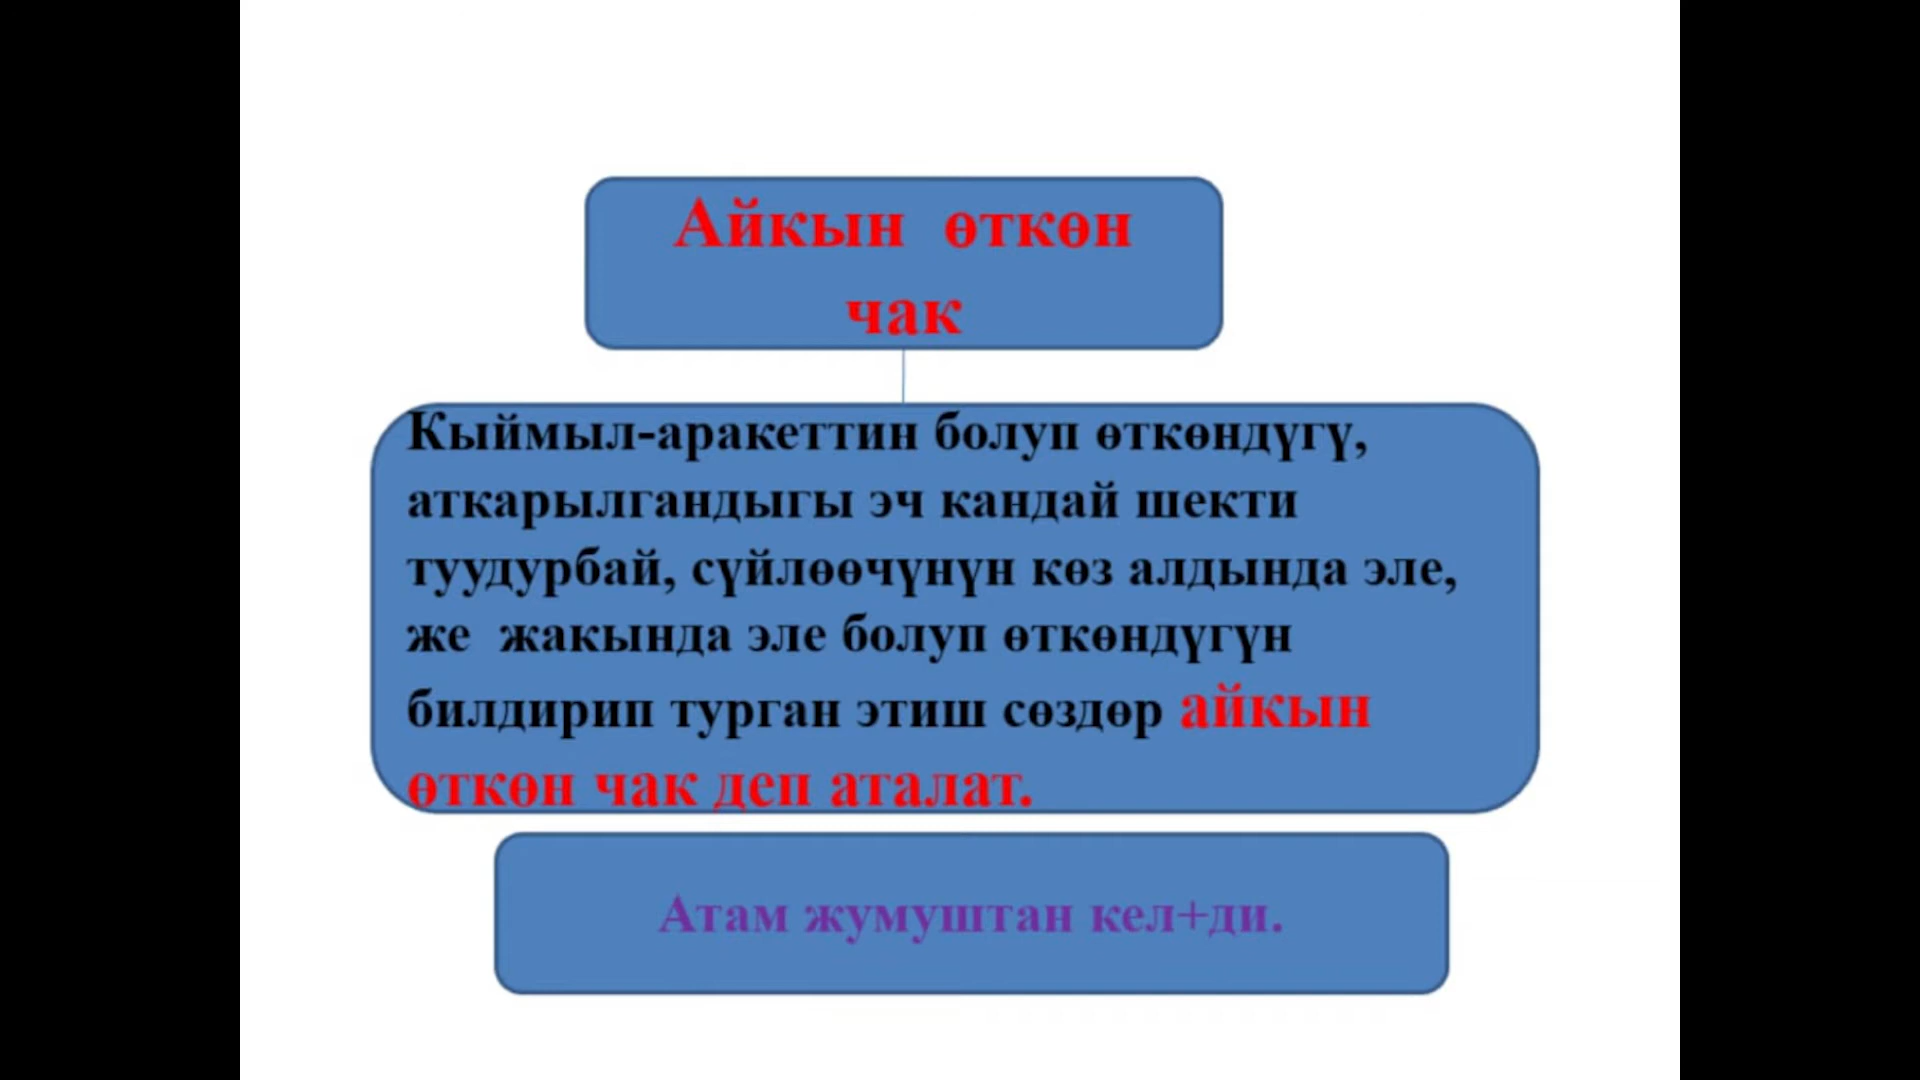 Айкын өткөн
чак
Кыймыл-аракеттин болуп өткөндүгү,
аткарылгандыгы эч кандай шекти
туудурбай, сүйлөөчүнүн көз алдында эле,
же жакында эле болуп өткөндүгүн
билдирип турган этиш сөздөр айкын
өткөн чак деп аталат.
Атам жумуштан кел+ди.